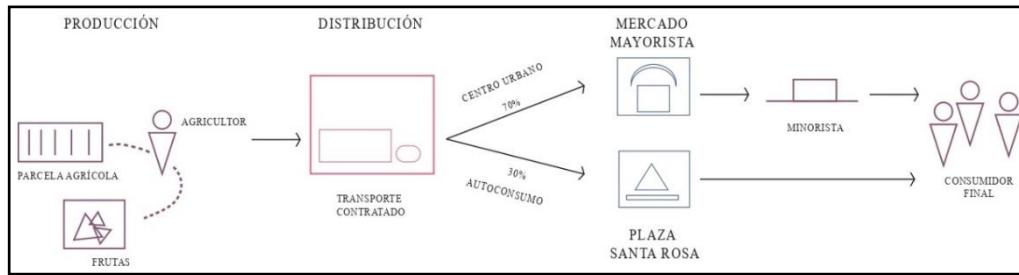 PRODUCCIÓN
DISTRIBUCIÓN
MERCADO
MAYORISTA
AGRICULTOR
PARCELA AGRÍCOLA
FRUTAS
TRANSPORTE
CONTRATADO
CENTRO URBANO
70%
30%
AUTOCONSUMO
MINORISTA
PLAZA
SANTA ROSA
CONSUMIDOR
FINAL